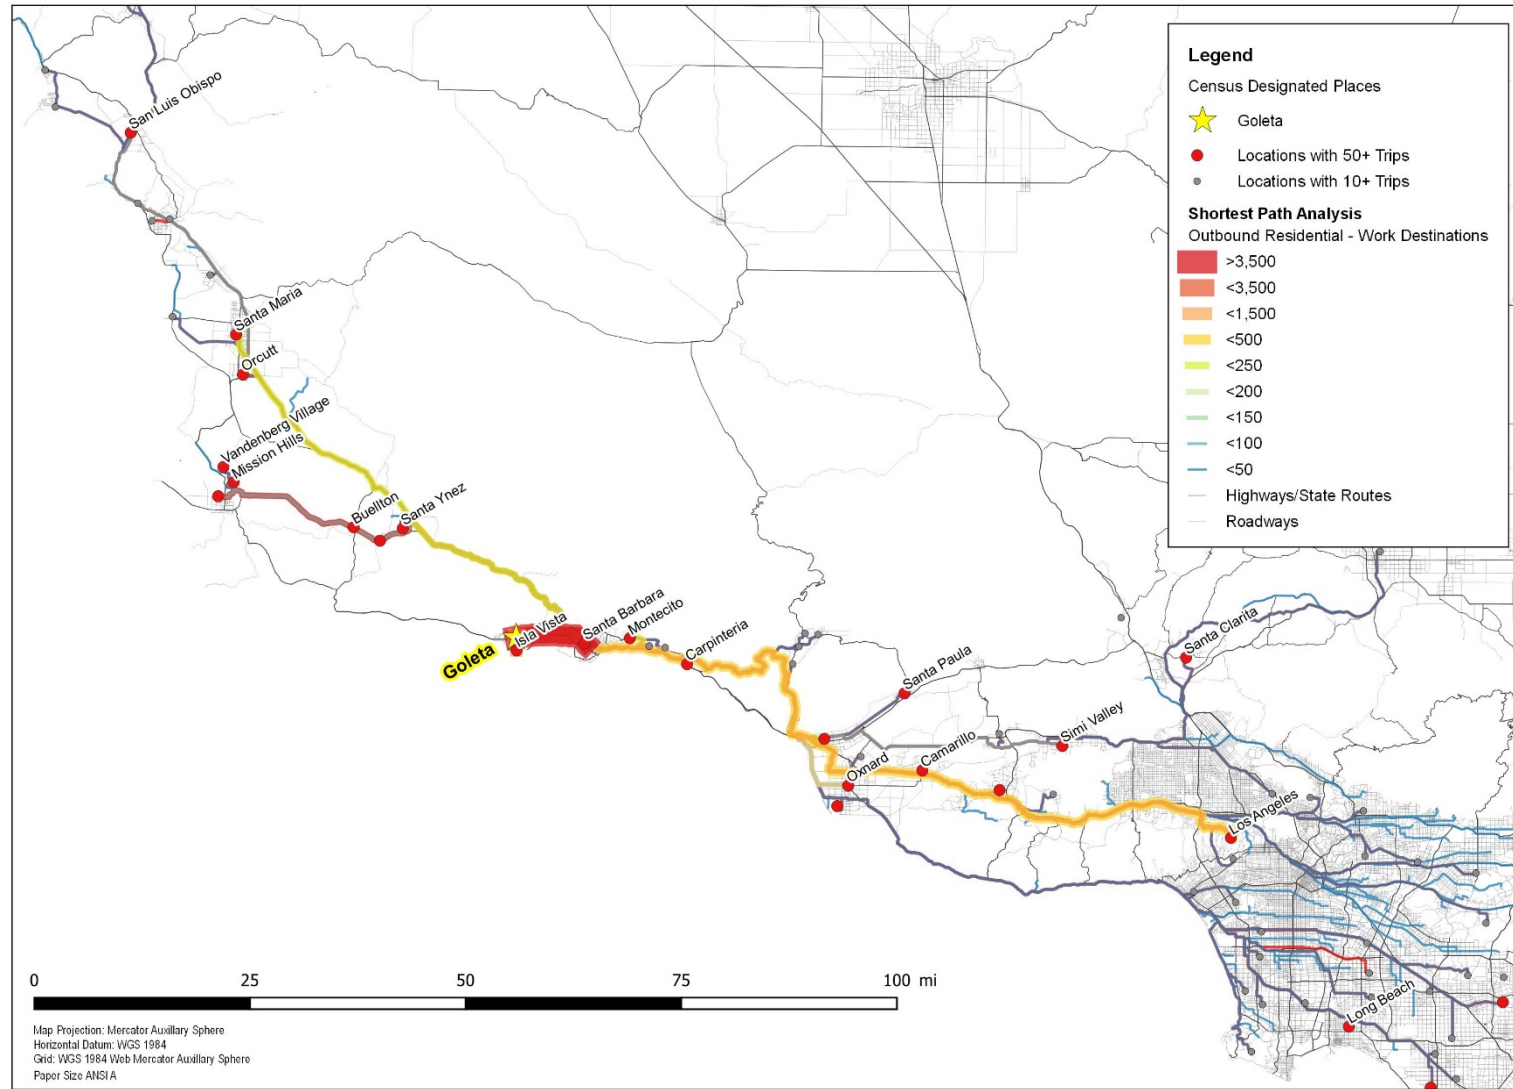 Legend
Census Designated Places
Goleta
Locations with 50+ Trips
Locations with 10+ Trips
Shortest Path Analysis
Outbound Residential - Work Destinations
>3,500
<3,500
<1,500
<500
<250
<200
<150
<100
<50
Highways/State Routes
Roadways
San Luis Obispo
Santa Maria
Orcutt
Vandenberg Village
Mission Hills
Buellton
Santa Ynez
Goleta
Isla Vista
Santa Barbara
Montecito
Carpinteria
Santa Paula
Santa Clarita
Simi Valley
Camarillo
Oxnard
Los Angeles
Long Beach
0 25 50 75 100 mi
Map Projection: Mercator Auxillary Sphere
Horizontal Datum: WGS 1984
Grid: WGS 1984 Web Mercator Auxillary Sphere
Paper Size ANSI A